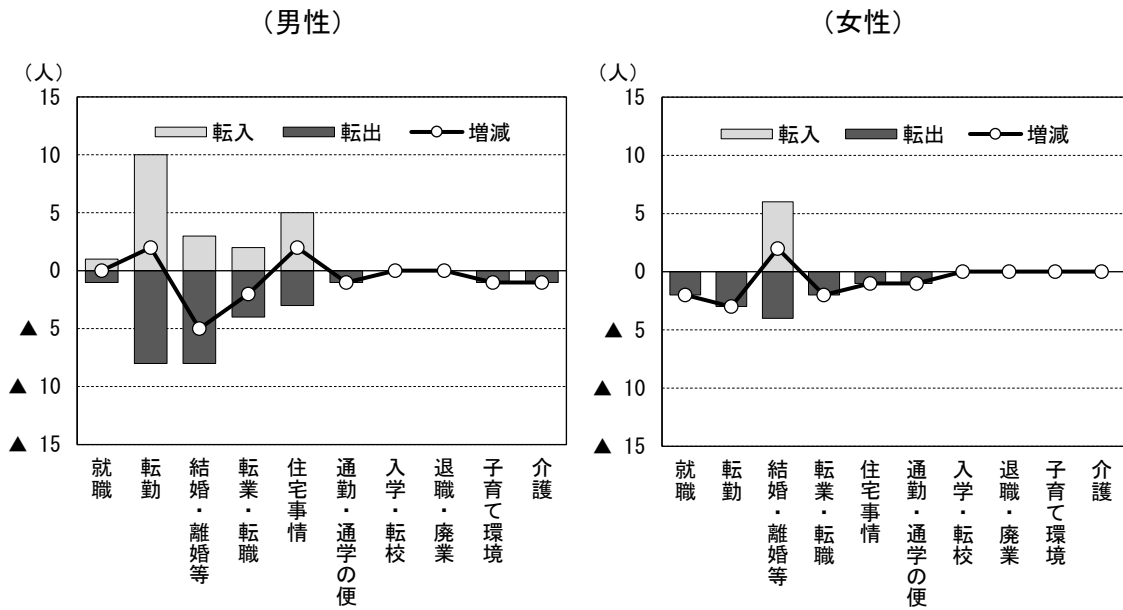 （男性）
（人）
15
10
5
0
▲ 5
▲ 10
▲ 15
転入 転出 増減
就職
転勤
結婚・離婚等
転業・転職
住宅事情
通勤・通学の便
入学・転校
退職・廃業
子育て環境
介護
（女性）
（人）
15
10
5
0
▲ 5
▲ 10
▲ 15
転入 転出 増減
就職
転勤
結婚・離婚等
転業・転職
住宅事情
通勤・通学の便
入学・転校
退職・廃業
子育て環境
介護